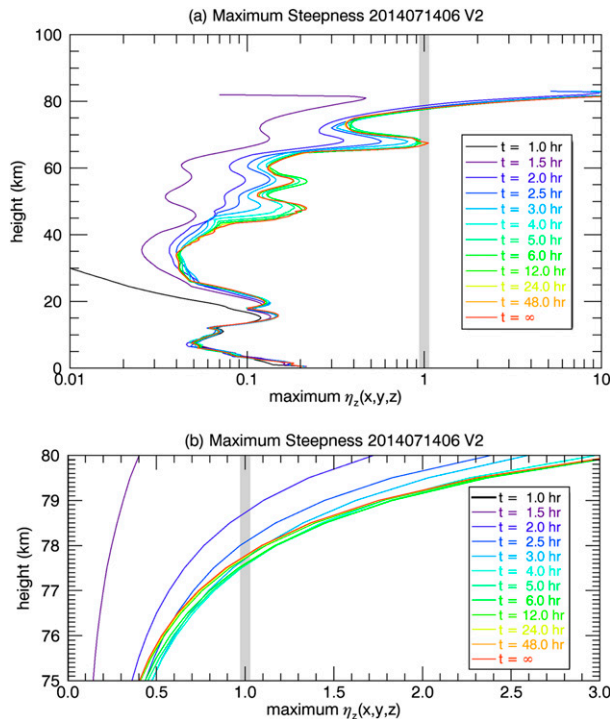 (a) Maximum Steepness 2014071406 V2
100
80
60
40
20
0
height (km)
t = 1.0 hr
t = 1.5 hr
t = 2.0 hr
t = 2.5 hr
t = 3.0 hr
t = 4.0 hr
t = 5.0 hr
t = 6.0 hr
t = 12.0 hr
t = 24.0 hr
t = 48.0 hr
t = ∞
0.01 0.1 1 10
maximum ηz(x,y,z)
(b) Maximum Steepness 2014071406 V2
80
79
78
77
76
75
height (km)
t = 1.0 hr
t = 1.5 hr
t = 2.0 hr
t = 2.5 hr
t = 3.0 hr
t = 4.0 hr
t = 5.0 hr
t = 6.0 hr
t = 12.0 hr
t = 24.0 hr
t = 48.0 hr
t = ∞
0.0 0.5 1.0 1.5 2.0 2.5 3.0
maximum ηz(x,y,z)